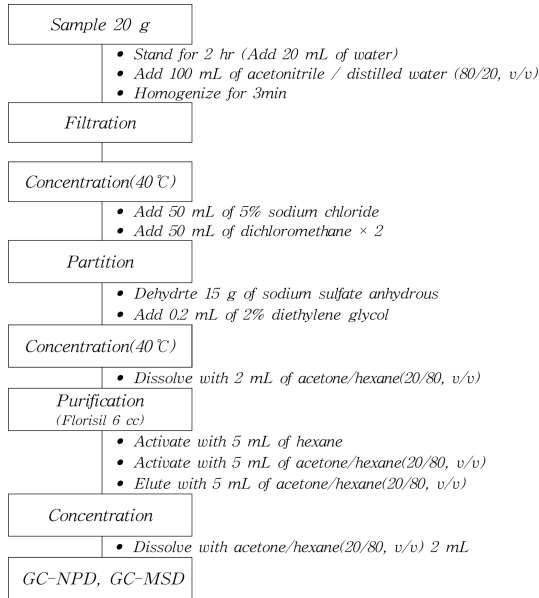 Sample 20 g
• Stand for 2 hr (Add 20 mL of water)
• Add 100 mL of acetonitrile / distilled water (80/20, v/v)
• Homogenize for 3min
Filtration
Concentration(40℃)
• Add 50 mL of 5% sodium chloride
• Add 50 mL of dichloromethane × 2
Partition
• Dehydrte 15 g of sodium sulfate anhydrous
• Add 0.2 mL of 2% diethylene glycol
Concentration(40℃)
• Dissolve with 2 mL of acetone/hexane(20/80, v/v)
Purification
(Florisil 6 cc)
• Activate with 5 mL of hexane
• Activate with 5 mL of acetone/hexane(20/80, v/v)
• Elute with 5 mL of acetone/hexane(20/80, v/v)
Concentration
• Dissolve with acetone/hexane(20/80, v/v) 2 mL
GC-NPD, GC-MSD